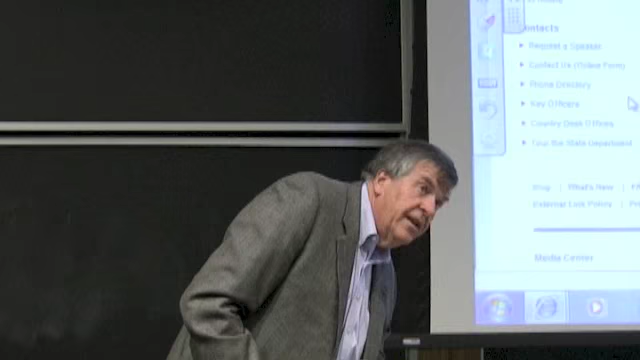 Contacts
Request a Speaker
Contact Us (Online Form)
Phone Directory
Key Officers
Country Desk Officers
Tour the State Department
Blog | What's New |
External Link Policy |
Media Center